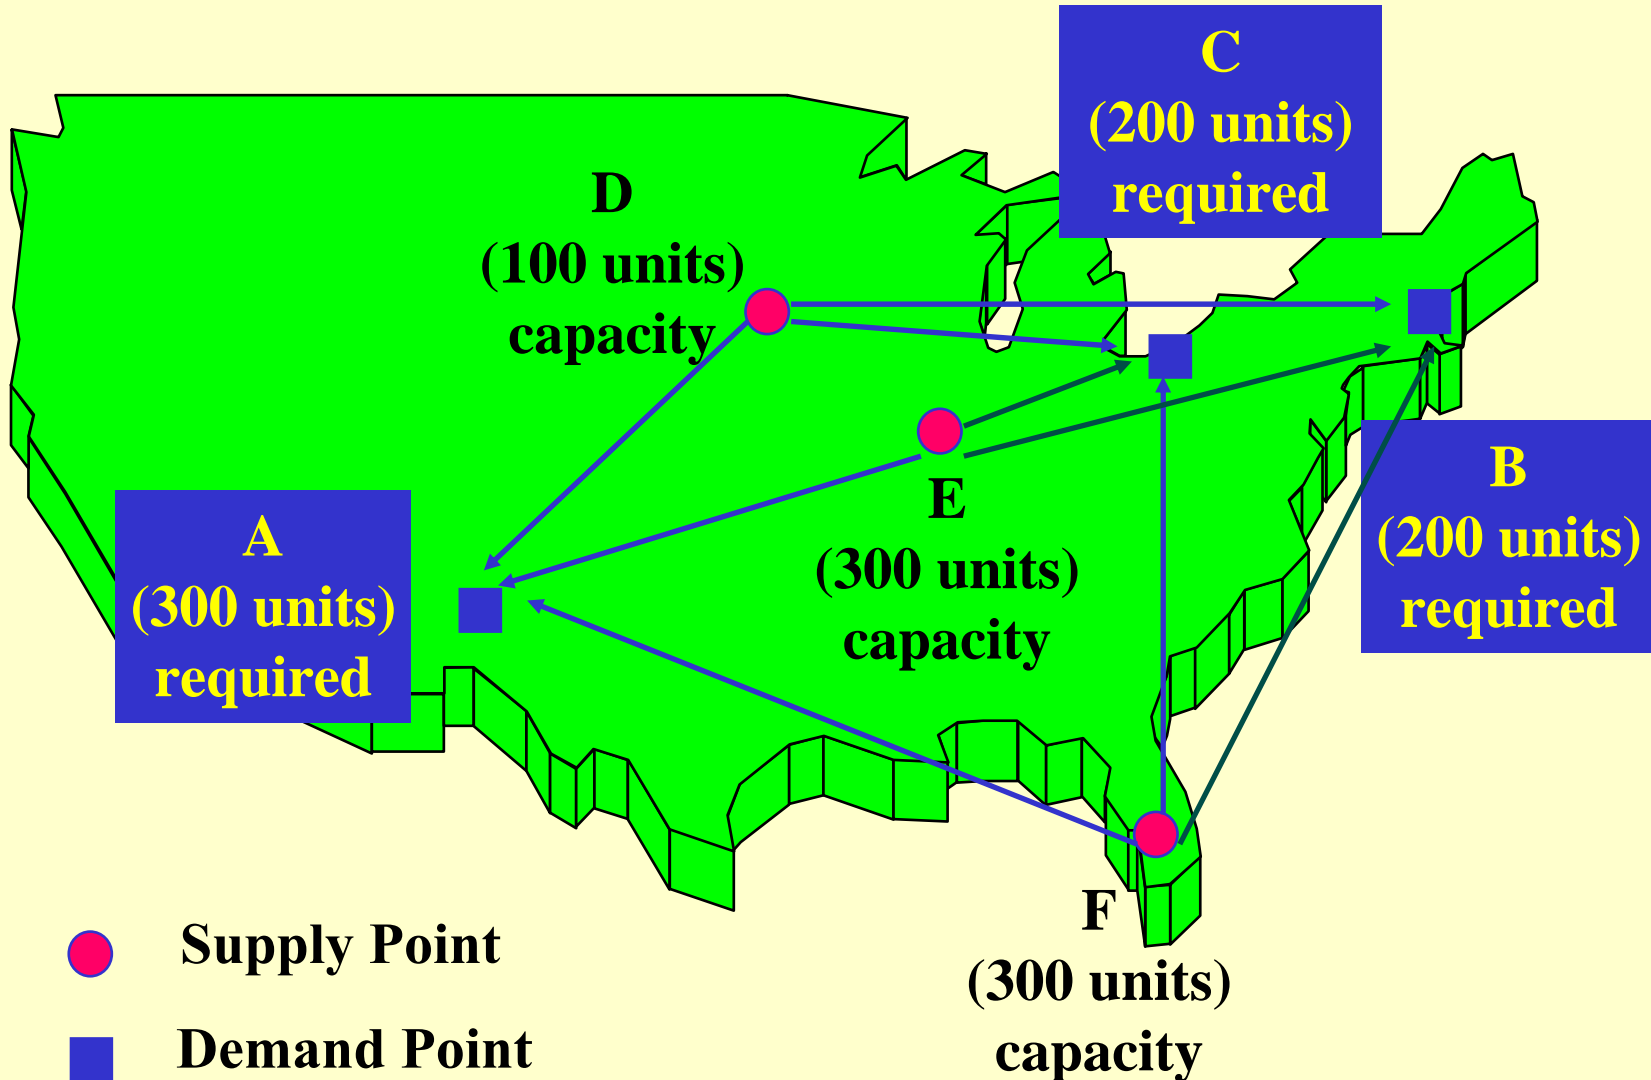 C
(200 units)
required
D
(100 units)
capacity
B
(200 units)
required
E
(300 units)
capacity
A
(300 units)
required
F
(300 units)
capacity
Supply Point
Demand Point